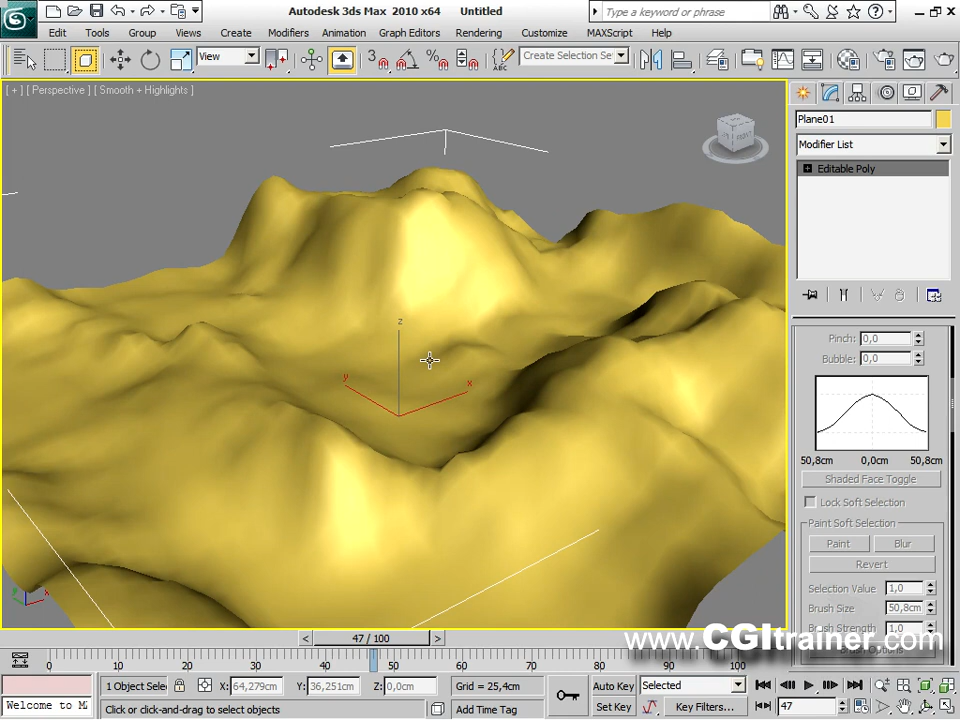 Autodesk 3ds Max 2010 x64 Untitled
Type a keyword or phrase
Edit Tools Group Views Create Modifiers Animation Graph Editors Rendering Customize MAXScript Help
View
3
ABC
Create Selection Se
[ + ] [ Perspective ] [ Smooth + Highlights ]
Plane01
Modifier List
Editable Poly
z
y
x
Pinch: 0,0
Bubble: 0,0
50,8cm 0,0cm 50,8cm
Shaded Face Toggle
Lock Soft Selection
Paint Soft Selection
Paint Blur
Revert
Selection Value 1,0
Brush Size 50,8cm
Brush Strength 1,0
Brush Options
www.CGItrainer.com
< 47 / 100 >
0 10 20 30 40 50 60 70 80 90 100
1 Object Selec X: 64,279cm Y: 36,251cm Z: 0,0cm Grid = 25,4cm Auto Key Selected
Welcome to M Click or click-and-drag to select objects Add Time Tag Set Key Key Filters... 47